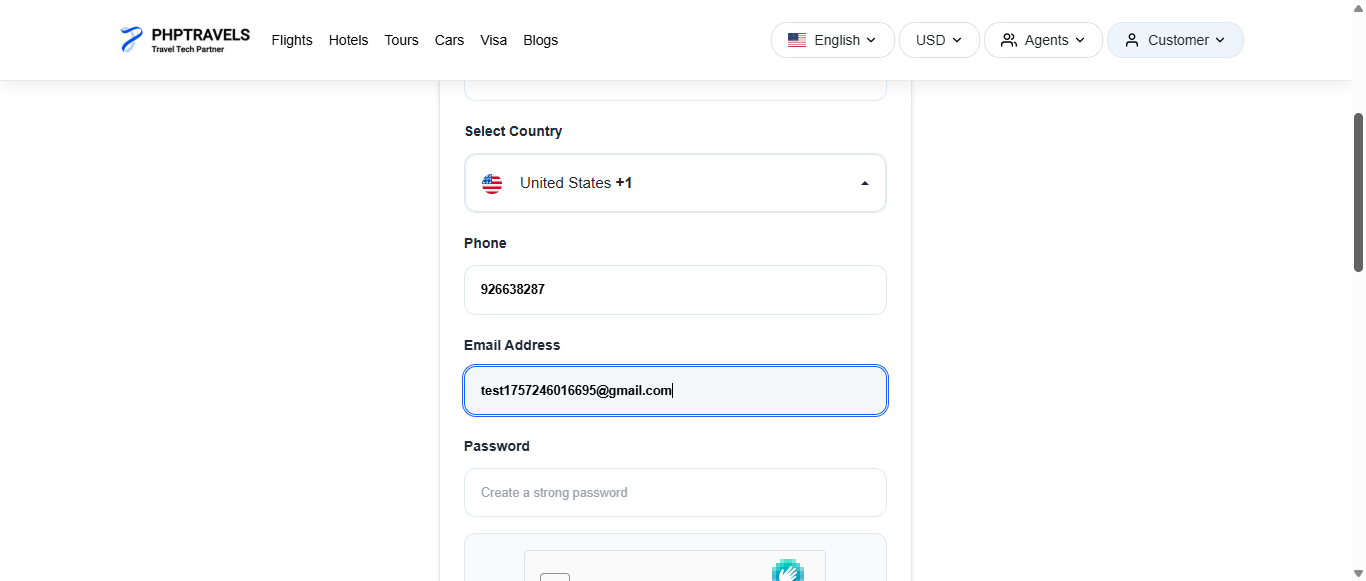 PHPTRAVELS
Travel Tech Partner
Flights Hotels Tours Cars Visa Blogs English USD Agents Customer
Select Country
United States +1
Phone
926638287
Email Address
test1757246016695@gmail.com
Password
Create a strong password